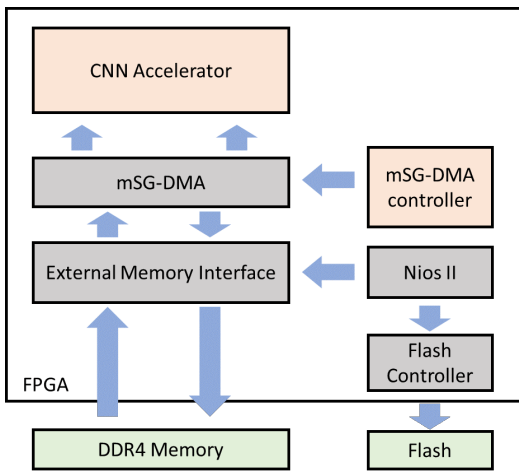 CNN Accelerator
mSG-DMA
mSG-DMA
controller
External Memory Interface
Nios II
Flash
Controller
FPGA
DDR4 Memory
Flash